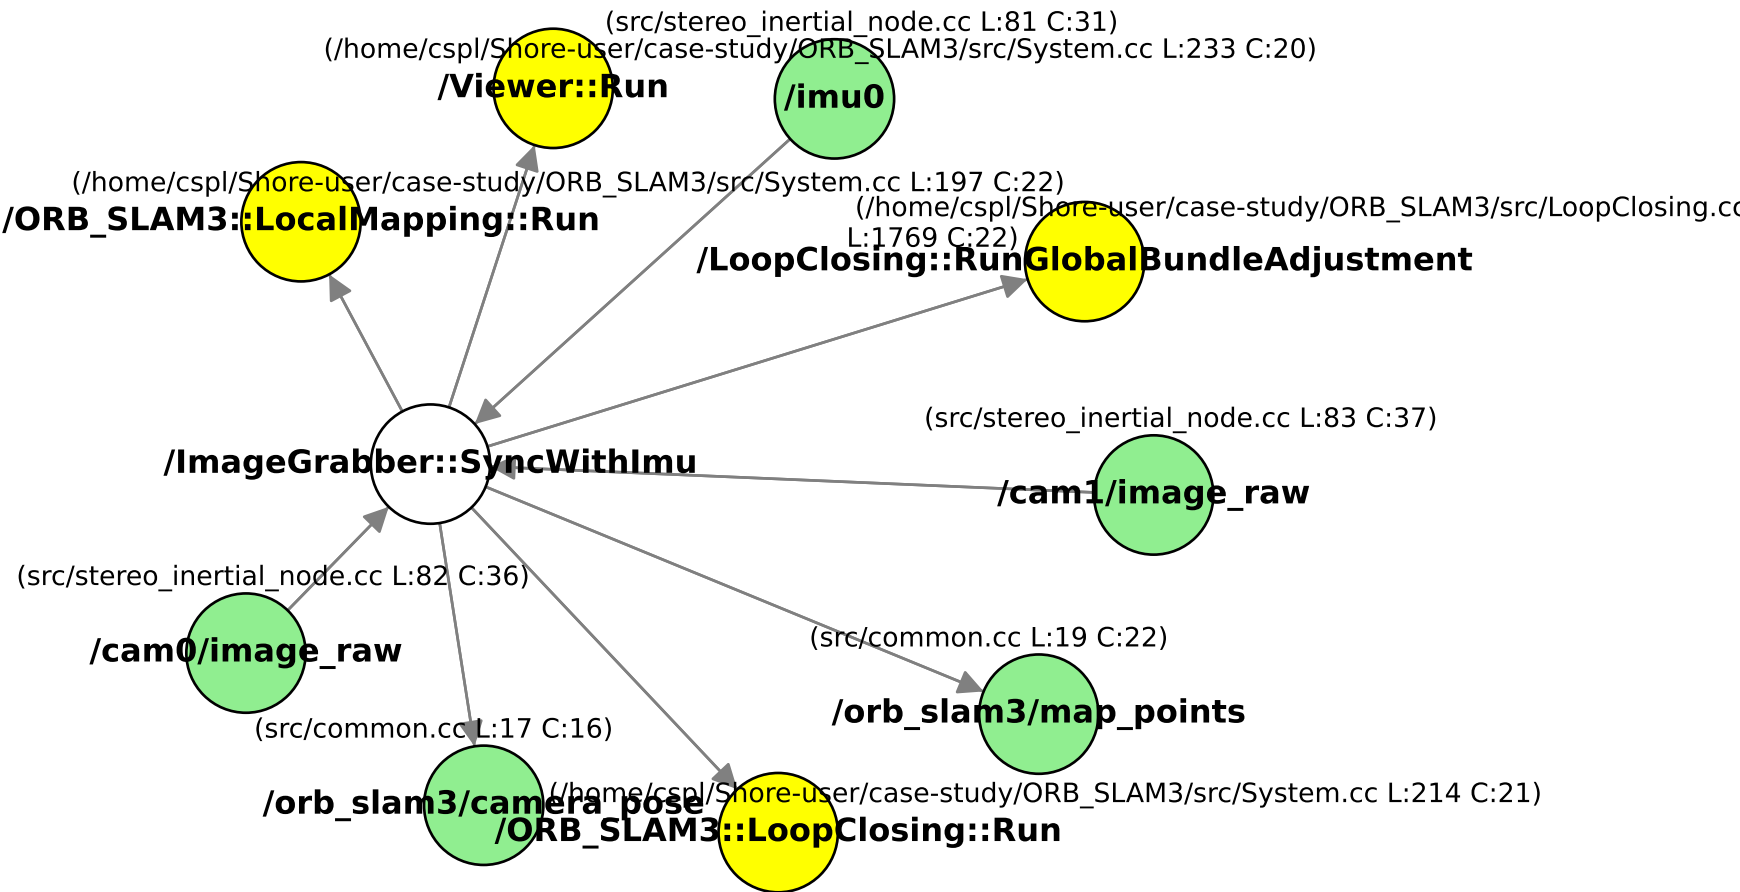 (src/stereo_inertial_node.cc L:81 C:31)
(/home/cspl/Shore-user/case-study/ORB_SLAM3/src/System.cc L:233 C:20)
/Viewer::Run
/imu0
(/home/cspl/Shore-user/case-study/ORB_SLAM3/src/System.cc L:197 C:22)
/ORB_SLAM3::LocalMapping::Run
(/home/cspl/Shore-user/case-study/ORB_SLAM3/src/LoopClosing.cc
L:1769 C:22)
/LoopClosing::RunGlobalBundleAdjustment
(src/stereo_inertial_node.cc L:83 C:37)
/ImageGrabber::SyncWithImu
/cam1/image_raw
(src/stereo_inertial_node.cc L:82 C:36)
/cam0/image_raw
(src/common.cc L:19 C:22)
/orb_slam3/map_points
(src/common.cc L:17 C:16)
/orb_slam3/camera_pose
(/home/cspl/Shore-user/case-study/ORB_SLAM3/src/System.cc L:214 C:21)
/ORB_SLAM3::LoopClosing::Run